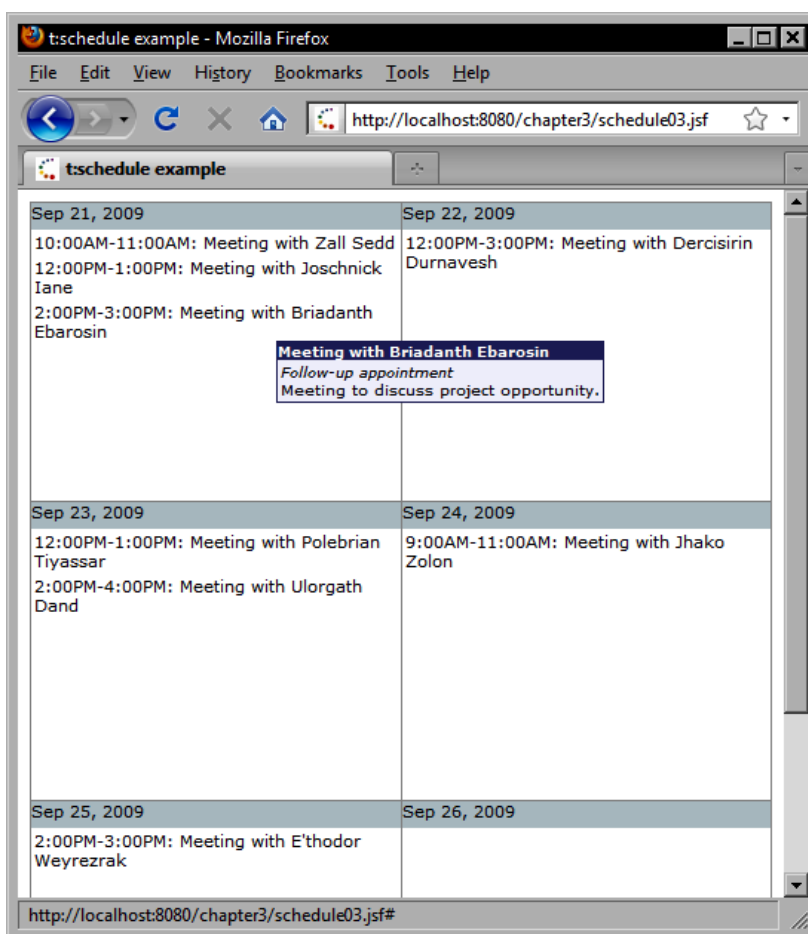 t:schedule example - Mozilla Firefox
File Edit View History Bookmarks Tools Help
http://localhost:8080/chapter3/schedule03.jsf
t:schedule example
Sep 21, 2009
10:00AM-11:00AM: Meeting with Zall Sedd
12:00PM-1:00PM: Meeting with Joschnick
Iane
2:00PM-3:00PM: Meeting with Briadanth
Ebarosin
Sep 22, 2009
12:00PM-3:00PM: Meeting with Dercisirin
Durnavesh
Meeting with Briadanth Ebarosin
Follow-up appointment
Meeting to discuss project opportunity.
Sep 23, 2009
12:00PM-1:00PM: Meeting with Polebrian
Tiyassar
2:00PM-4:00PM: Meeting with Ulorgath
Dand
Sep 24, 2009
9:00AM-11:00AM: Meeting with Jhako
Zolon
Sep 25, 2009
2:00PM-3:00PM: Meeting with E'thodor
Weyrezrak
Sep 26, 2009
http://localhost:8080/chapter3/schedule03.jsf#